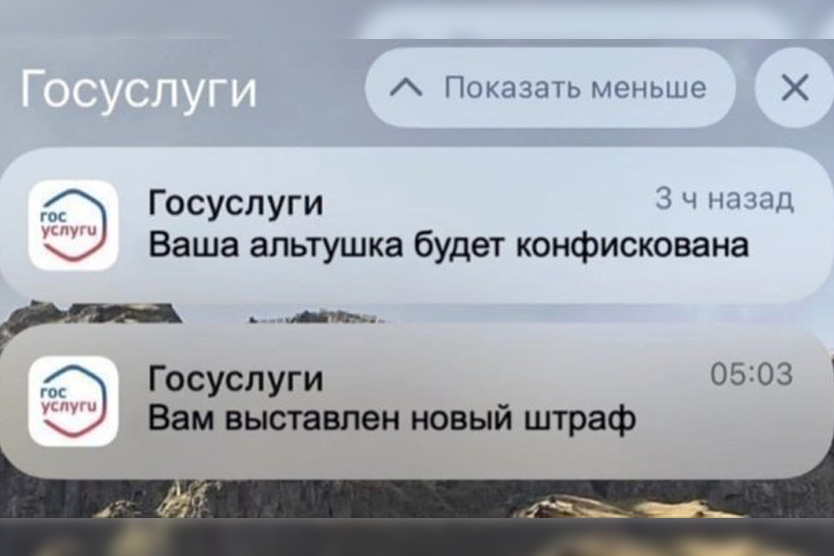 Госуслуги
Показать меньше
гос
услуги
Госуслуги
3 ч назад
Ваша альтушка будет конфискована
гос
услуги
Госуслуги
05:03
Вам выставлен новый штраф